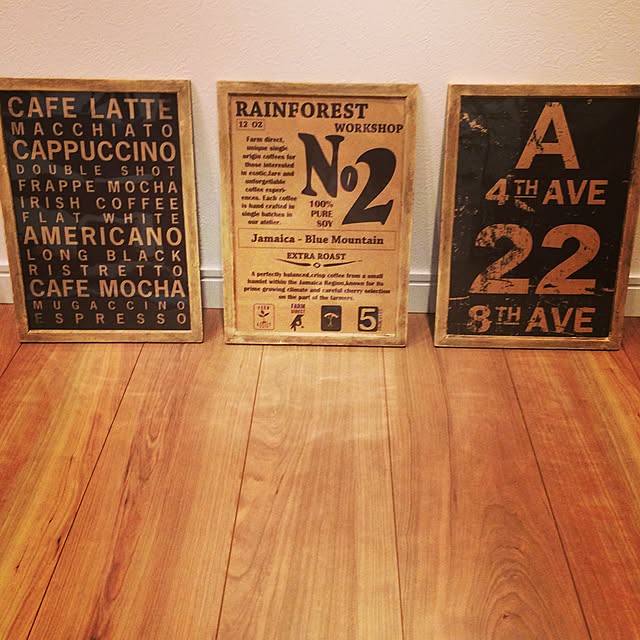 CAFE LATTE
MACCHIATO
CAPPUCCINO
DOUBLE SHOT
FRAPPE MOCHA
IRISH COFFEE
FLAT WHITE
AMERICANO
LONG BLACK
RISTRETTO
CAFE MOCHA
MUGACCINO
ESPRESSO
RAINFOREST
WORKSHOP
12 OZ
Farm direct,
unique single
origin coffees for
those interested
in exotic,fare and
unforgettable
coffee experi-
ences. Each coffee
is hand crafted in
single batches in
our atelier.
No2
100%
PURE
SOY
Jamaica - Blue Mountain
EXTRA ROAST
A perfectly balanced,crisp coffee from a small
hamlet within the Jamaica Region,known for its
prime growing climate and careful cherry selection
on the part of the farmers.
FARM
DIRECT
5
A
4TH AVE
22
8TH AVE